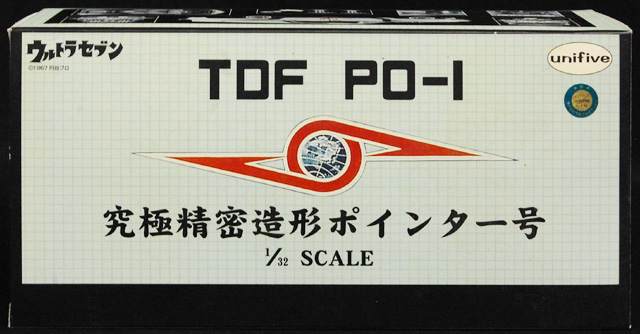 ウルトラセブン
©1967 円谷プロ
TDF PO-1
unifive
究極精密造形ポインター号
1/32 SCALE